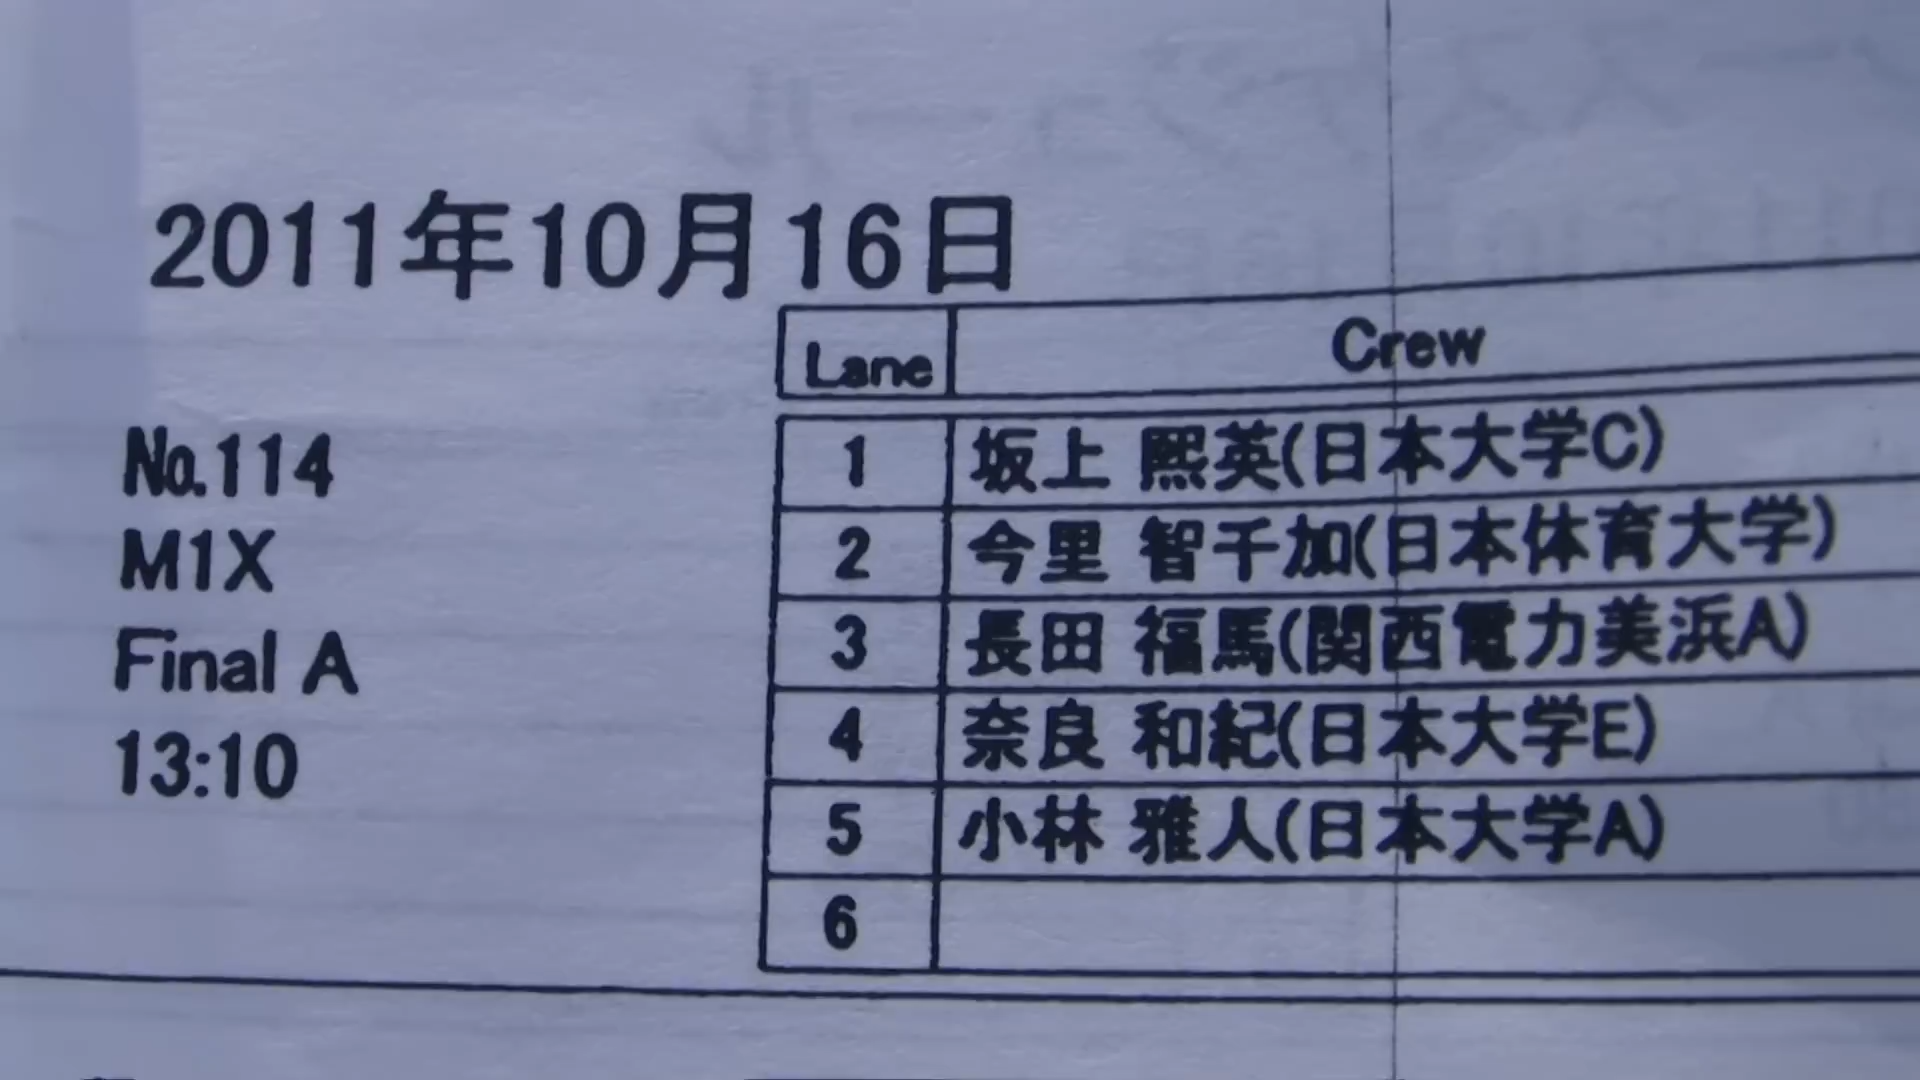 2011年10月16日
Lane Crew
No.114
M1X
Final A
13:10
1 坂上 熙英(日本大学C)
2 今里 智千加(日本体育大学)
3 長田 福馬(関西電力美浜A)
4 奈良 和紀(日本大学E)
5 小林 雅人(日本大学A)
6